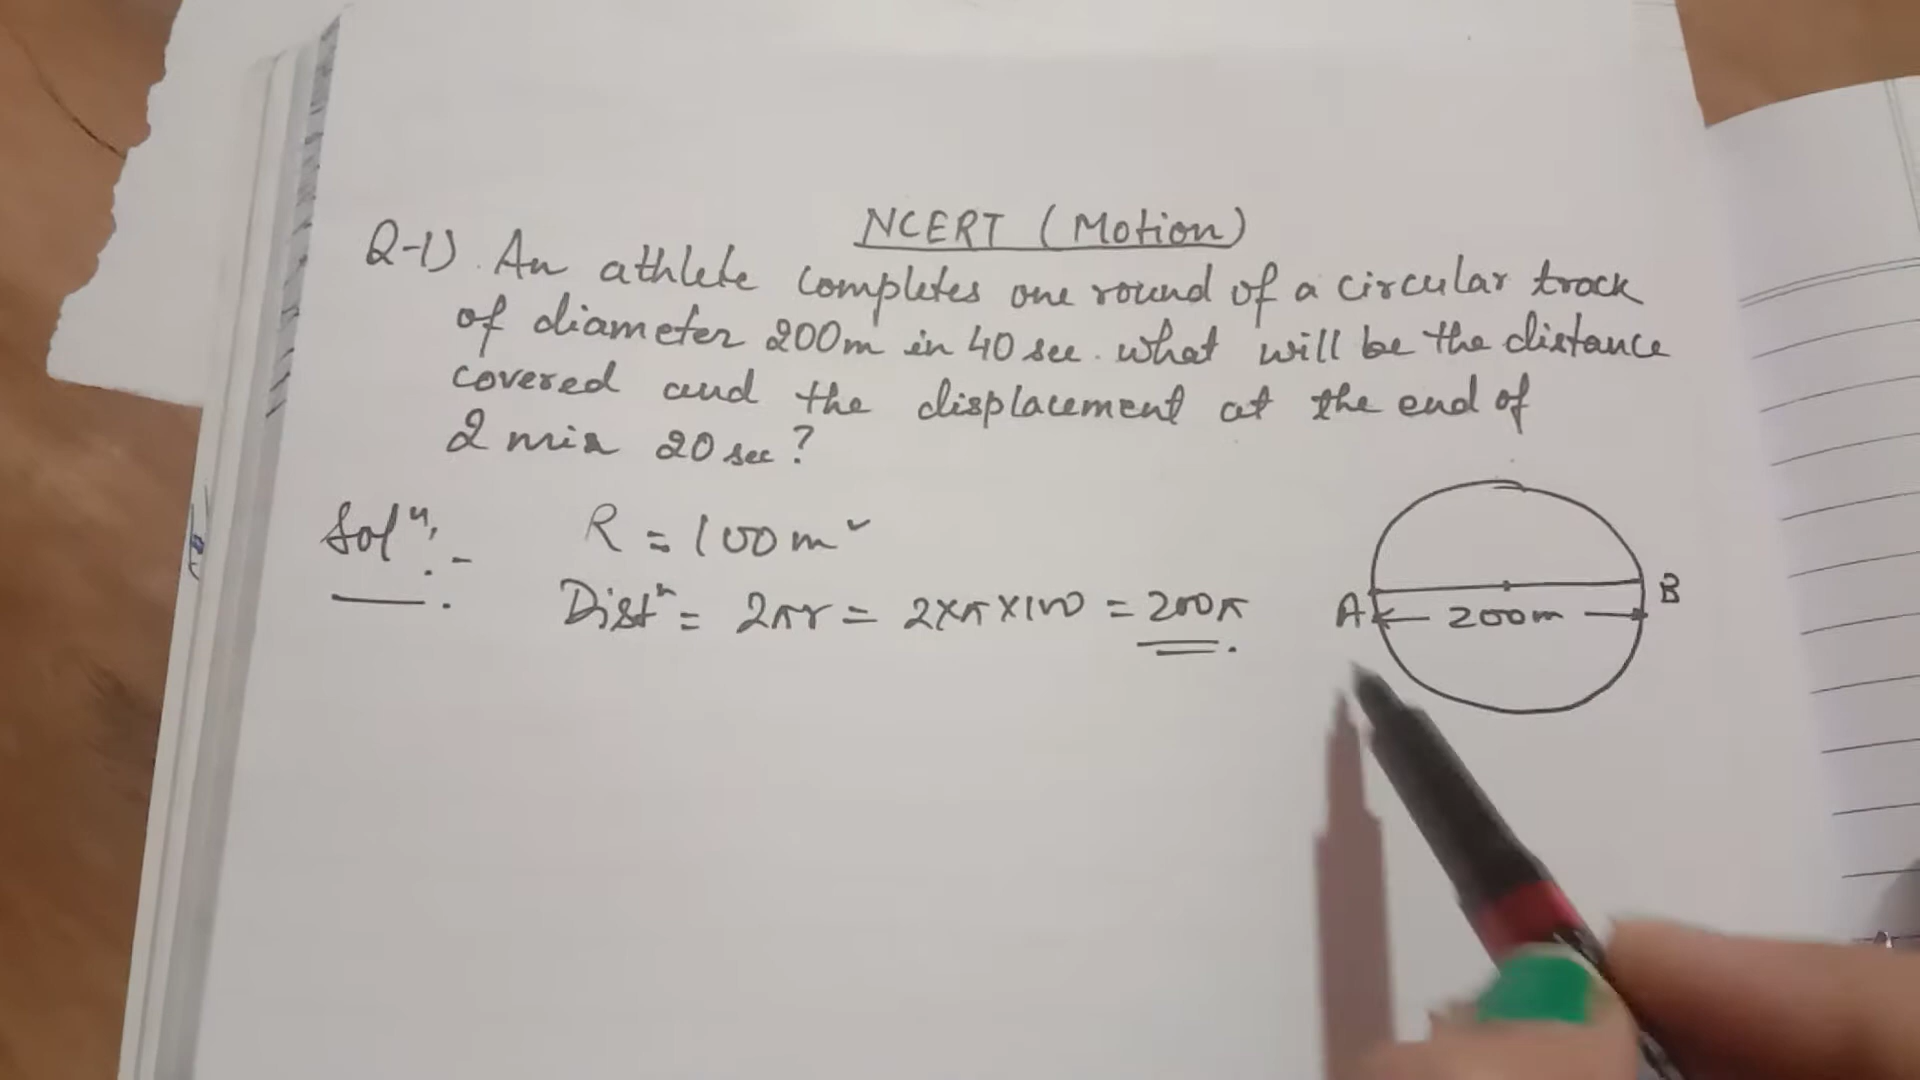 NCERT (Motion)
Q-1) An athlete completes one round of a circular track
of diameter 200m in 40 sec. what will be the distance
covered and the displacement at the end of
2 min 20 sec?
Solⁿ:-
R = 100m
Distⁿ = 2πr = 2×π×100 = 200π.
A
B
200m